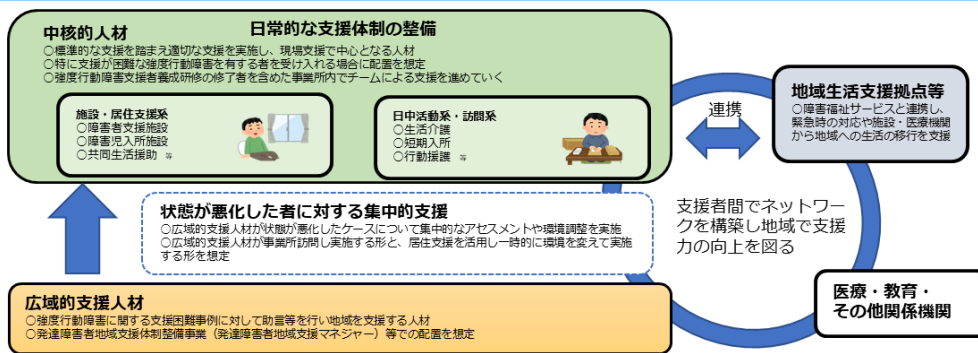 日常的な支援体制の整備
中核的人材
○標準的な支援を踏まえ適切な支援を実施し、現場支援で中心となる人材
○特に支援が困難な強度行動障害を有する者を受け入れる場合に配置を想定
○強度行動障害支援者養成研修の修了者を含めた事業所内でチームによる支援を進めていく
施設・居住支援系
○障害者支援施設
○障害児入所施設
○共同生活援助 等
日中活動系・訪問系
○生活介護
○短期入所
○行動援護 等
連携
地域生活支援拠点等
○障害福祉サービスと連携し、
緊急時の対応や施設・医療機関
から地域への生活の移行を支援
状態が悪化した者に対する集中的支援
○広域的支援人材が状態が悪化したケースについて集中的なアセスメントや環境調整を実施
○広域的支援人材が事業所訪問し実施する形と、居住支援を活用し一時的に環境を変えて実施
する形を想定
支援者間でネットワー
クを構築し地域で支援
力の向上を図る
広域的支援人材
○強度行動障害に関する支援困難事例に対して助言等を行い地域を支援する人材
○発達障害者地域支援体制整備事業（発達障害者地域支援マネジャー）等での配置を想定
医療・教育・
その他関係機関